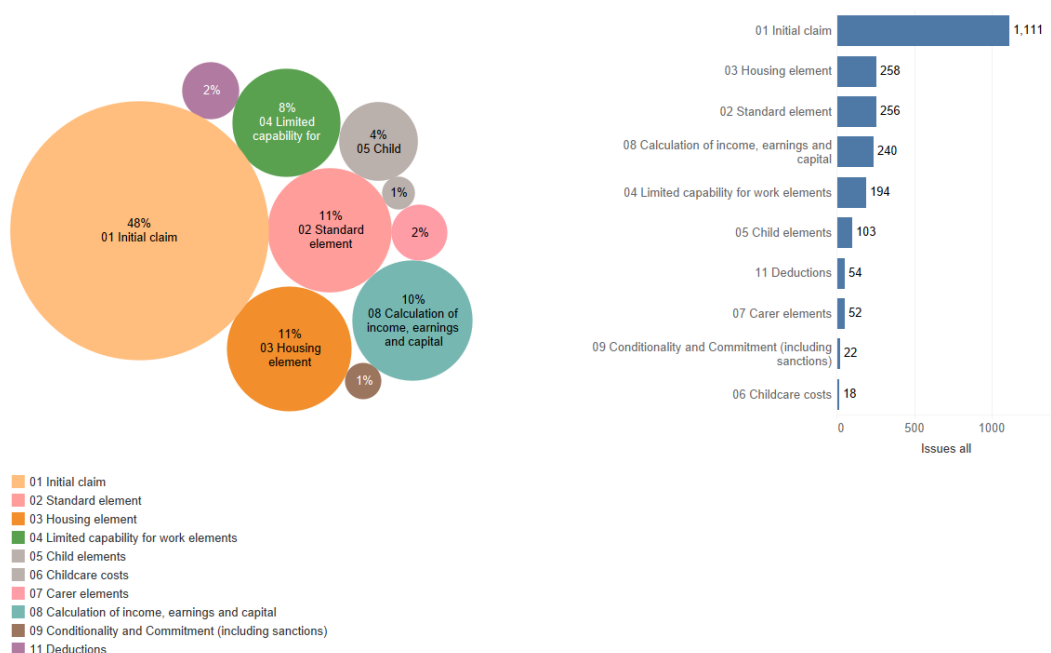 2%
8%
04 Limited
capability for
4%
05 Child
1%
48%
01 Initial claim
11%
02 Standard
element
2%
10%
08 Calculation of
income, earnings
and capital
11%
03 Housing
element
1%
01 Initial claim
1,111
03 Housing element
258
02 Standard element
256
08 Calculation of income, earnings and
capital
240
04 Limited capability for work elements
194
05 Child elements
103
11 Deductions
54
07 Carer elements
52
09 Conditionality and Commitment (including
sanctions)
22
06 Childcare costs
18
0
500
1000
Issues all
01 Initial claim
02 Standard element
03 Housing element
04 Limited capability for work elements
05 Child elements
06 Childcare costs
07 Carer elements
08 Calculation of income, earnings and capital
09 Conditionality and Commitment (including sanctions)
11 Deductions